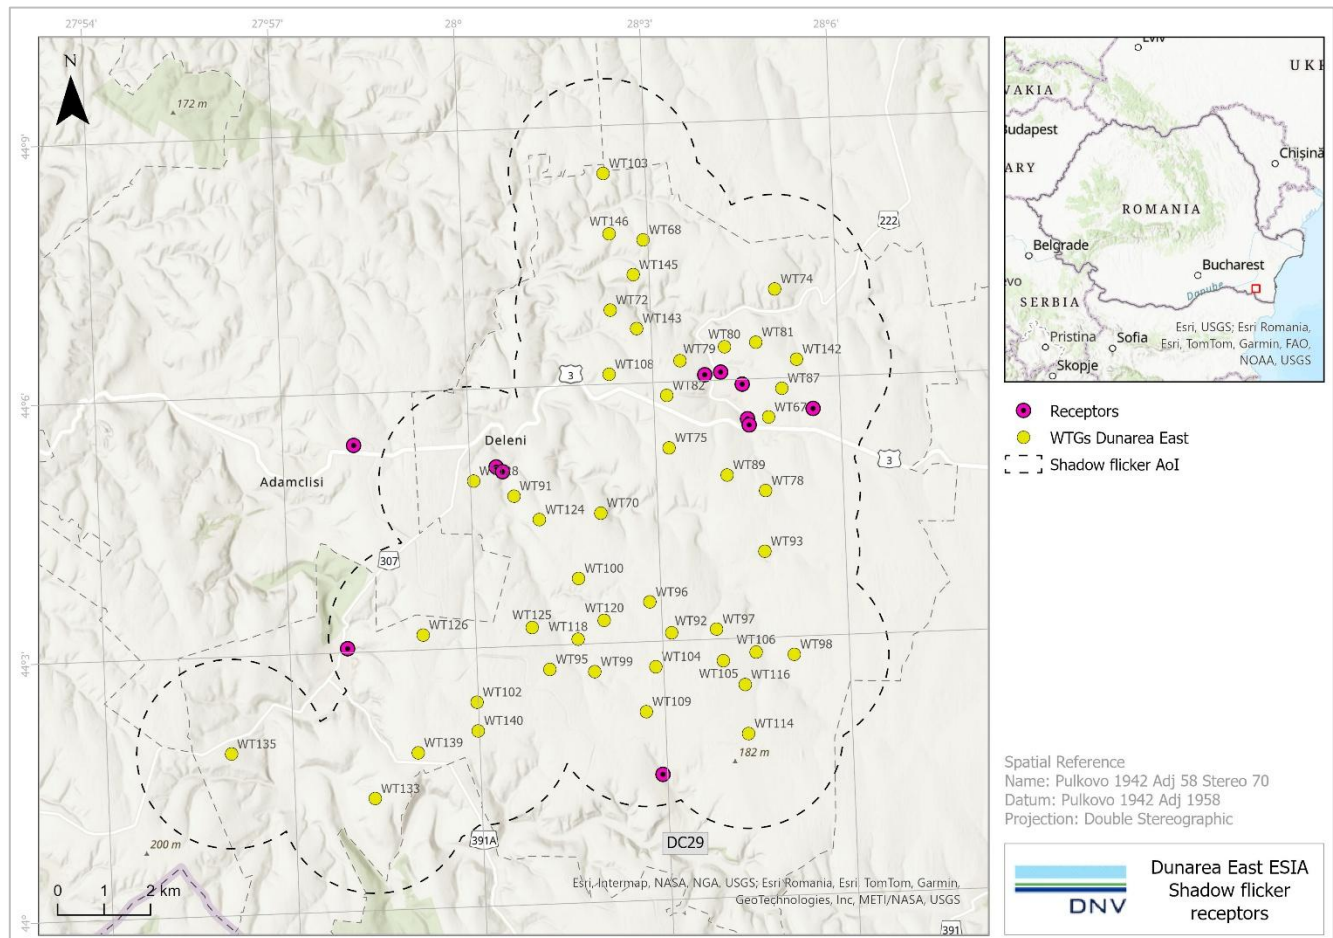 27°54'
27°57'
28°
28°3'
28°6'
N
172 m
44°9'
WT103
WT146
WT68
222
WT145
WT74
WT72
WT143
WT80
WT81
WT79
WT142
3
WT108
WT87
WT82
44°6'
WT67
Deleni
WT75
3
Adamclisi
WT91
WT89
WT78
WT124
WT70
WT93
307
WT100
WT96
WT120
WT125
WT118
WT92
WT97
WT126
WT106
WT98
44°3'
WT95
WT99
WT104
WT105
WT116
WT102
WT109
WT140
WT114
WT135
WT139
182 m
WT133
200 m
391A
DC29
0 1 2 km
Esri, Intermap, NASA, NGA, USGS; Esri Romania, Esri, TomTom, Garmin,
GeoTechnologies, Inc, METI/NASA, USGS
44°
391
UKR
VAKIA
Budapest
Chișină
ARY
ROMANIA
Belgrade
Bucharest
Danube
SERBIA
Pristina
Sofia
Skopje
Esri, USGS; Esri Romania,
Esri, TomTom, Garmin, FAO,
NOAA, USGS
Receptors
WTGs Dunarea East
Shadow flicker AoI
Spatial Reference
Name: Pulkovo 1942 Adj 58 Stereo 70
Datum: Pulkovo 1942 Adj 1958
Projection: Double Stereographic
DNV
Dunarea East ESIA
Shadow flicker
receptors